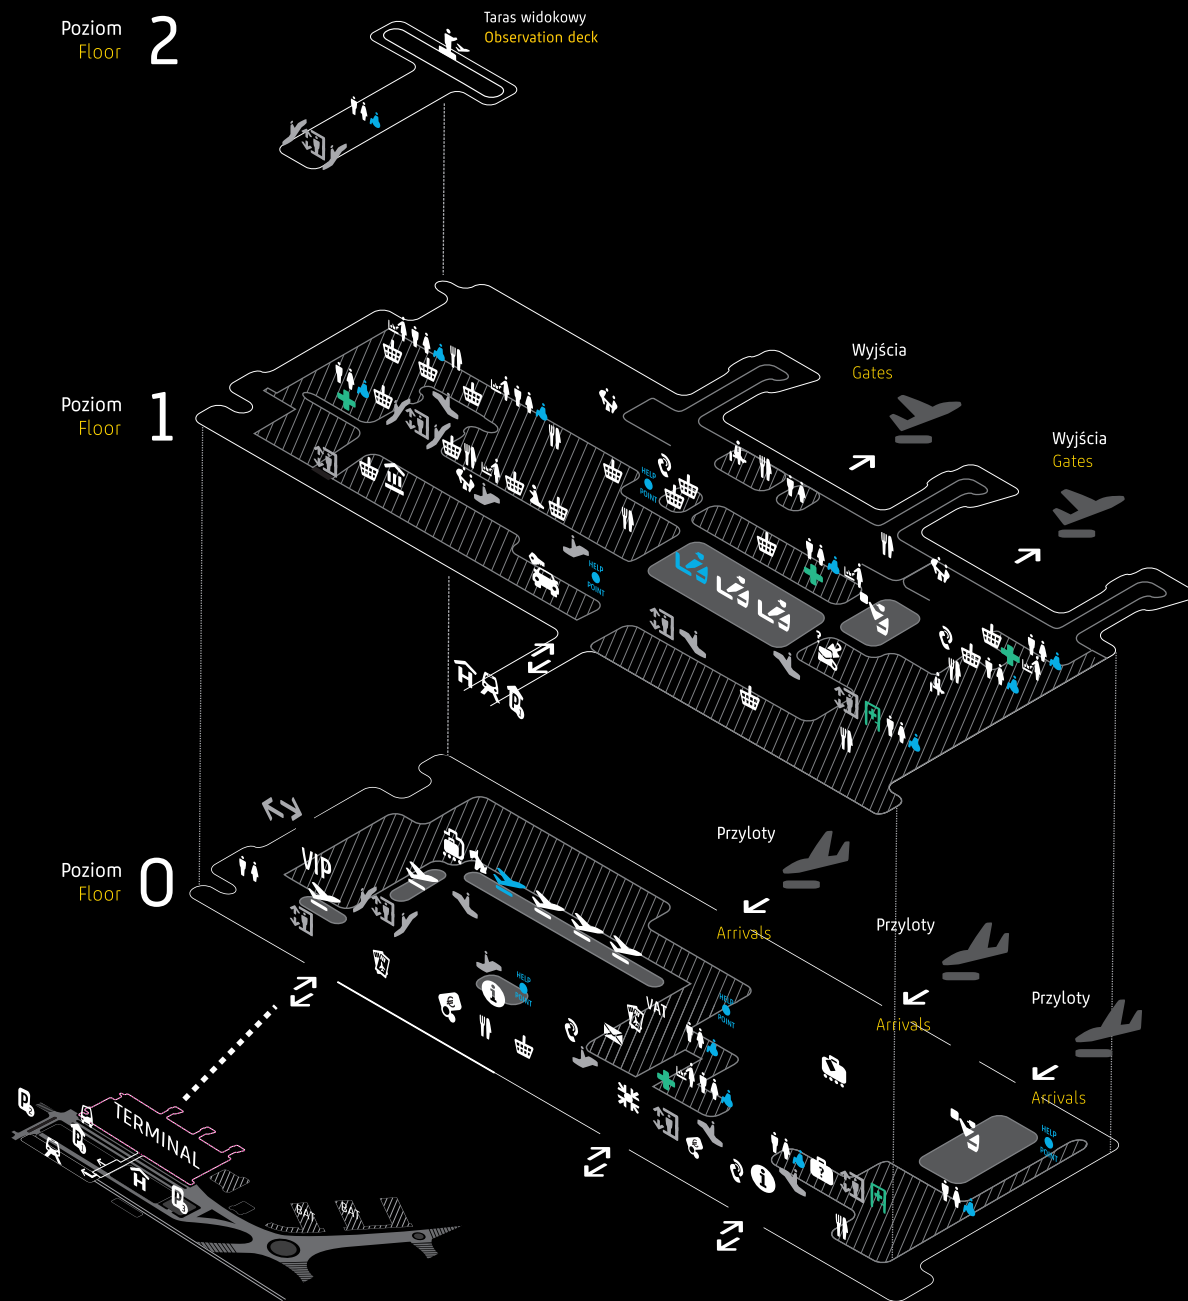 Poziom
Floor
2
Taras widokowy
Observation deck
Poziom
Floor
1
Wyjścia
Gates
Wyjścia
Gates
HELP
POINT
HELP
POINT
H
P
Poziom
Floor
0
VIP
Przyloty
Arrivals
Przyloty
Arrivals
Przyloty
Arrivals
HELP
POINT
i
€
VAT
HELP
POINT
€
i
?
HELP
POINT
P
2
TERMINAL
P
H
P
3
BAT
BAT